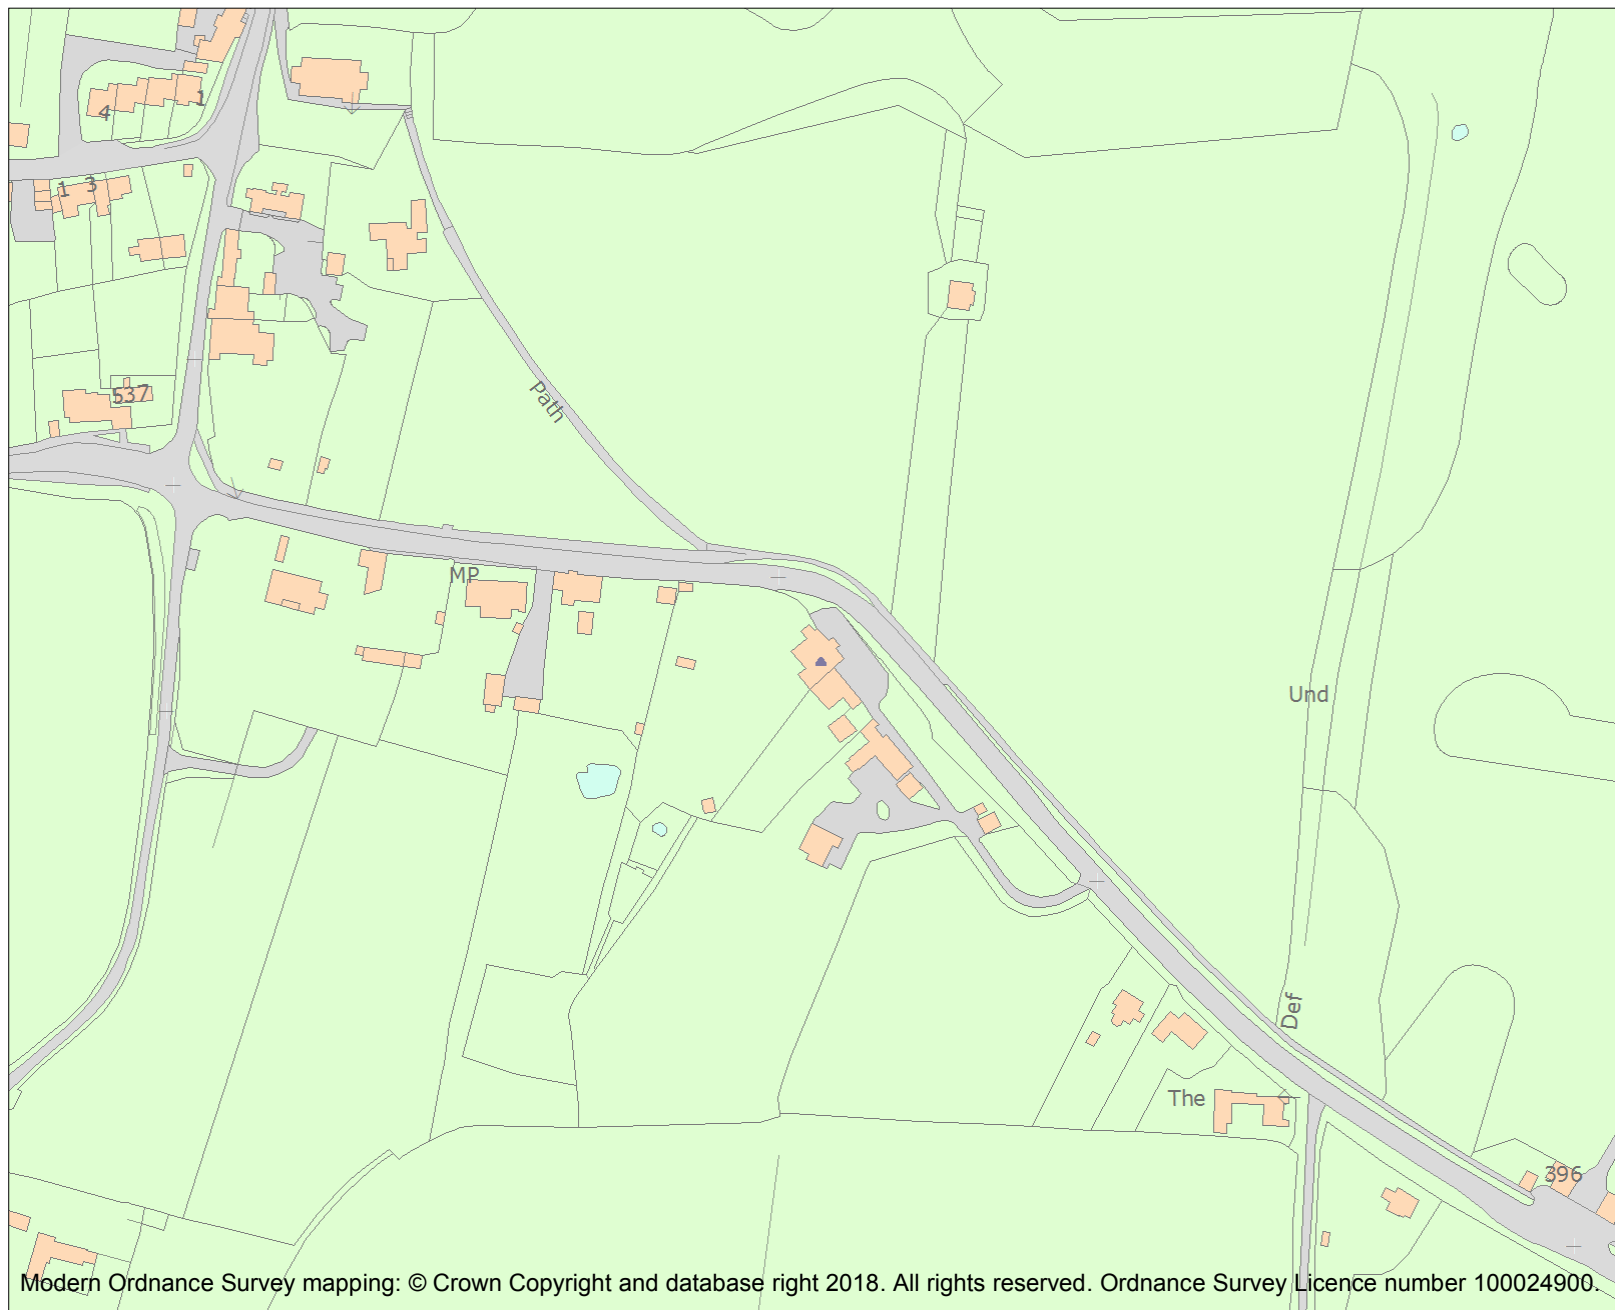 1
4
1 3
537
Path
MP
Und
Def
The
396
Modern Ordnance Survey mapping: © Crown Copyright and database right 2018. All rights reserved. Ordnance Survey Licence number 100024900.